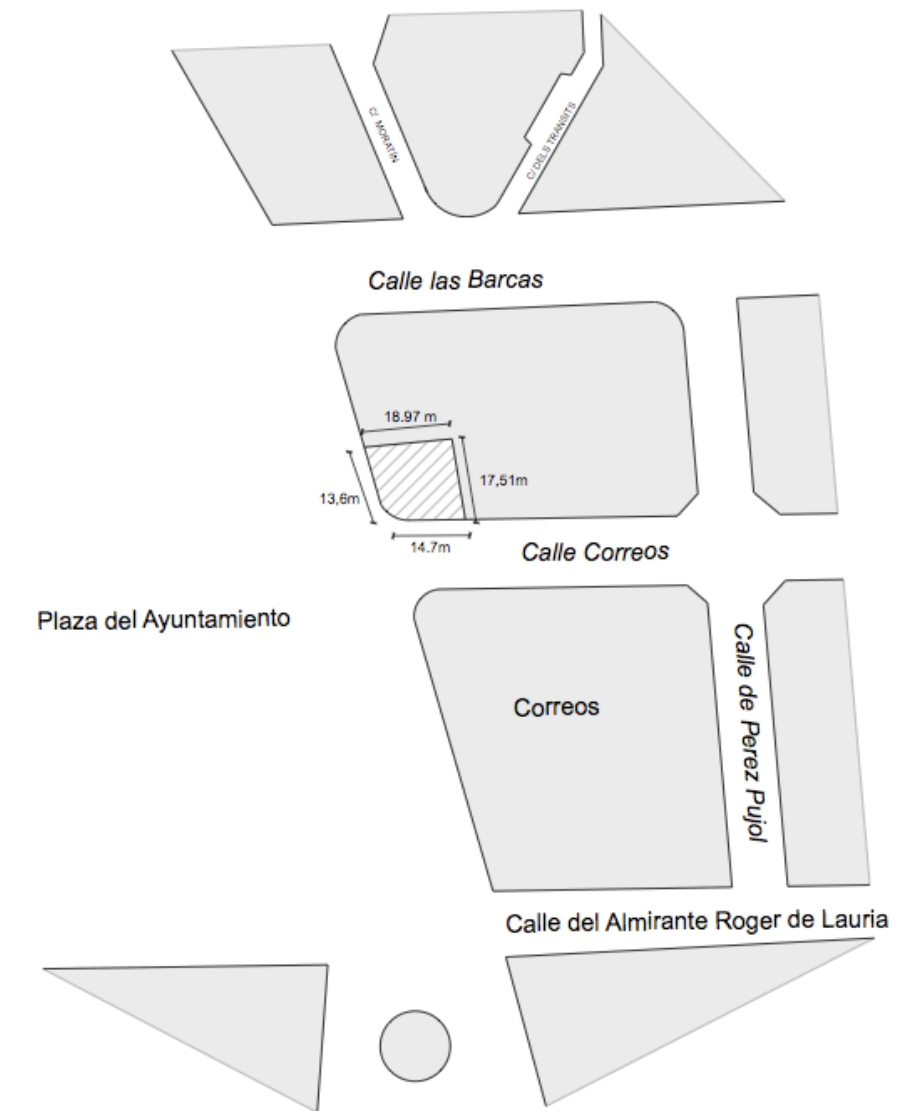 C/ MORATÍN
C/ DELS TRANSITS
Calle las Barcas
18.97 m
13,6m
17,51m
14.7m
Calle Correos
Plaza del Ayuntamiento
Correos
Calle de Perez Pujol
Calle del Almirante Roger de Lauria